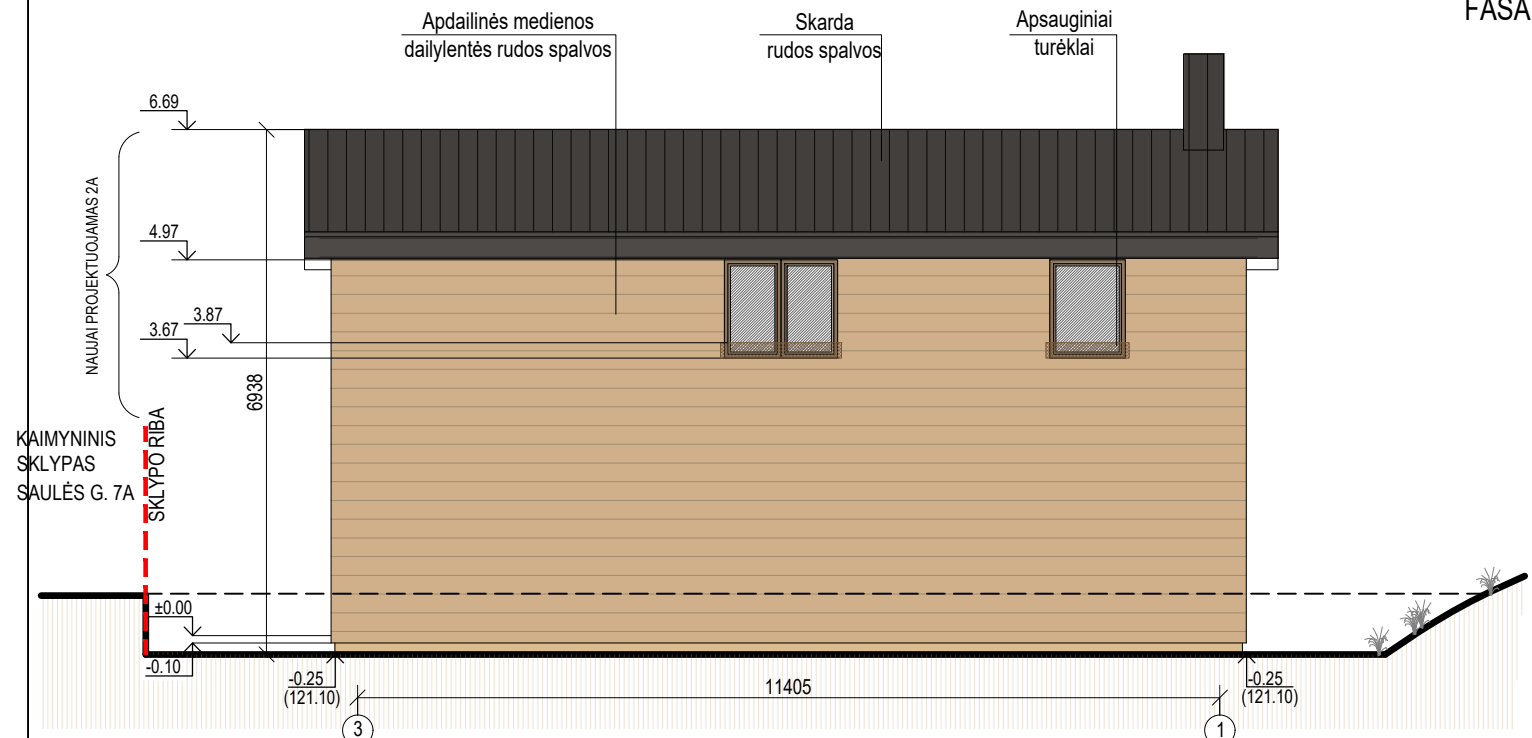 FASA
Apdailinės medienos
dailylentės rudos spalvos
Skarda
rudos spalvos
Apsauginiai
turėklai
6.69
NAUJAI PROJEKTUOJAMAS 2A
4.97
3.87
3.67
6938
KAIMYNINIS
SKLYPAS
SAULĖS G. 7A
SKLYPO RIBA
±0.00
-0.10
-0.25
(121.10)
11405
-0.25
(121.10)
3
1